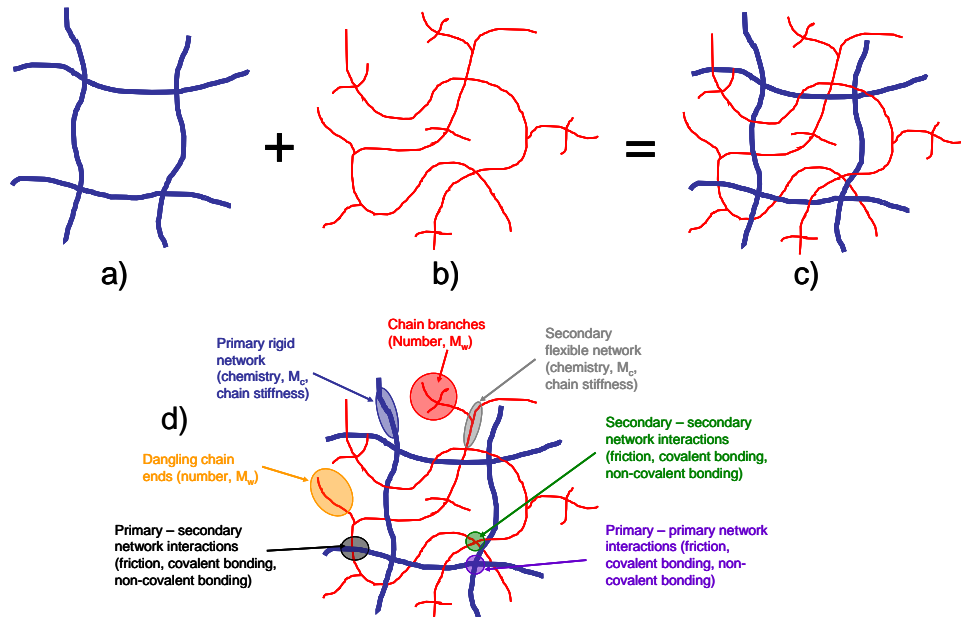 +
=
a)
b)
c)
d)
Primary rigid
network
(chemistry, Mc,
chain stiffness)
Chain branches
(Number, Mw)
Secondary
flexible network
(chemistry, Mc,
chain stiffness)
Dangling chain
ends (number, Mw)
Secondary – secondary
network interactions
(friction, covalent bonding,
non-covalent bonding)
Primary – secondary
network interactions
(friction, covalent bonding,
non-covalent bonding)
Primary – primary network
interactions (friction,
covalent bonding, non-
covalent bonding)